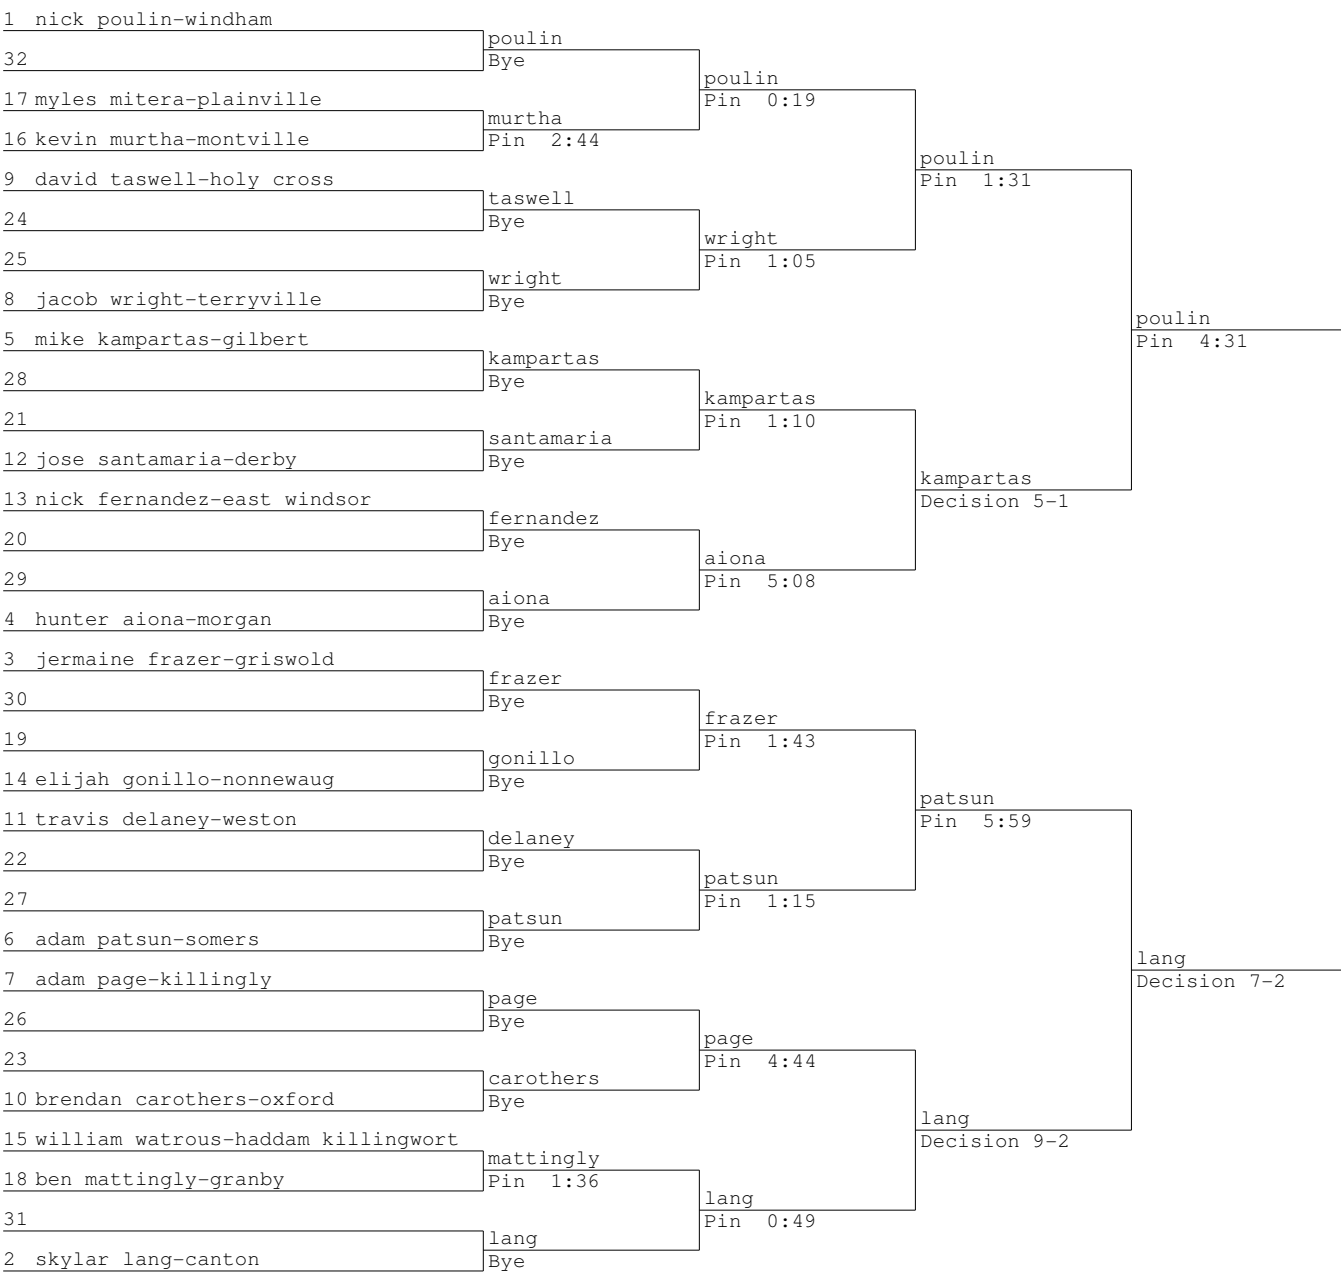 1 nick poulin-windham
poulin
32
Bye
poulin
17 myles mitera-plainville
Pin 0:19
murtha
16 kevin murtha-montville
Pin 2:44
poulin
9 david taswell-holy cross
Pin 1:31
taswell
24
Bye
wright
25
Pin 1:05
wright
8 jacob wright-terryville
Bye
poulin
5 mike kampartas-gilbert
Pin 4:31
kampartas
28
Bye
kampartas
21
Pin 1:10
santamaria
12 jose santamaria-derby
Bye
kampartas
13 nick fernandez-east windsor
Decision 5-1
fernandez
20
Bye
aiona
29
Pin 5:08
aiona
4 hunter aiona-morgan
Bye
3 jermaine frazer-griswold
frazer
30
Bye
frazer
19
Pin 1:43
gonillo
14 elijah gonillo-nonnewaug
Bye
patsun
11 travis delaney-weston
Pin 5:59
delaney
22
Bye
patsun
27
Pin 1:15
patsun
6 adam patsun-somers
Bye
lang
7 adam page-killingly
Decision 7-2
page
26
Bye
page
23
Pin 4:44
carothers
10 brendan carothers-oxford
Bye
lang
15 william watrous-haddam killingwort
Decision 9-2
mattingly
18 ben mattingly-granby
Pin 1:36
lang
31
Pin 0:49
lang
2 skylar lang-canton
Bye